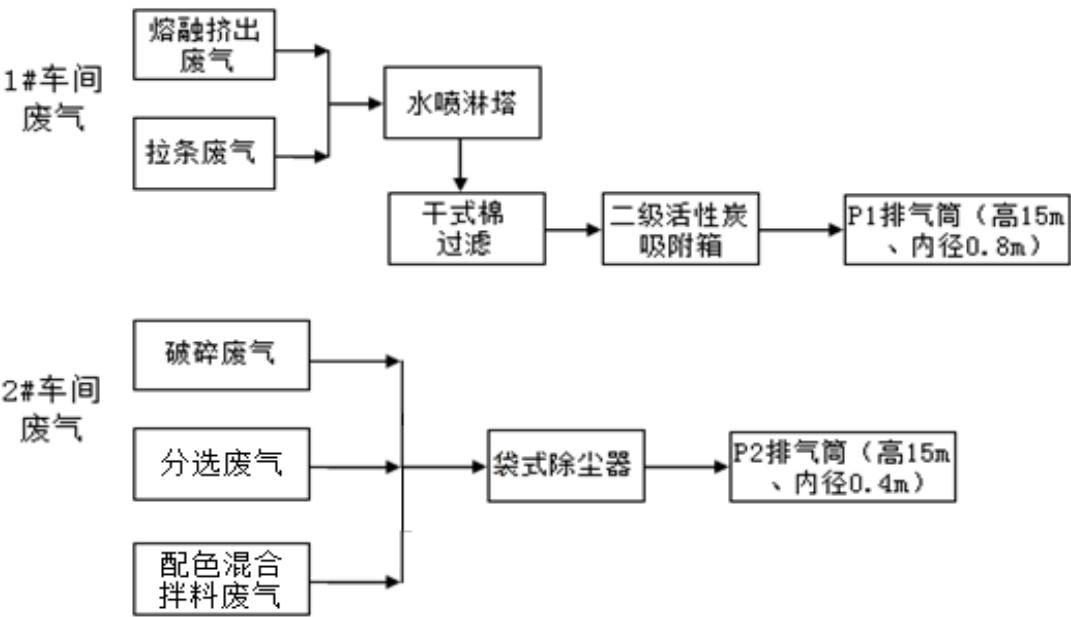 1#车间
废气
熔融挤出
废气
拉条废气
水喷淋塔
干式棉
过滤
二级活性炭
吸附箱
P1排气筒（高15m
、内径0.8m）
2#车间
废气
破碎废气
分选废气
配色混合
拌料废气
袋式除尘器
P2排气筒（高15m
、内径0.4m）